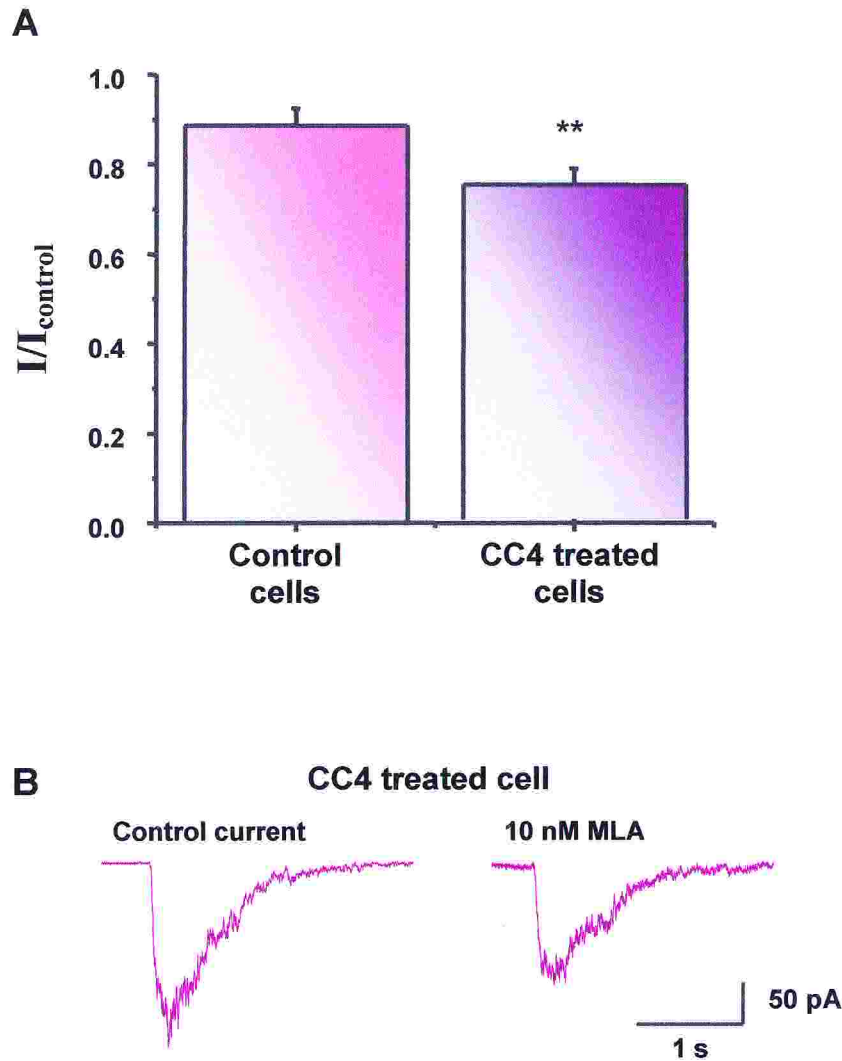 A
1.0
**
0.8
0.6
I/Icontrol
0.4
0.2
0.0
Control
cells
CC4 treated
cells
B
CC4 treated cell
Control current
10 nM MLA
50 pA
1 s